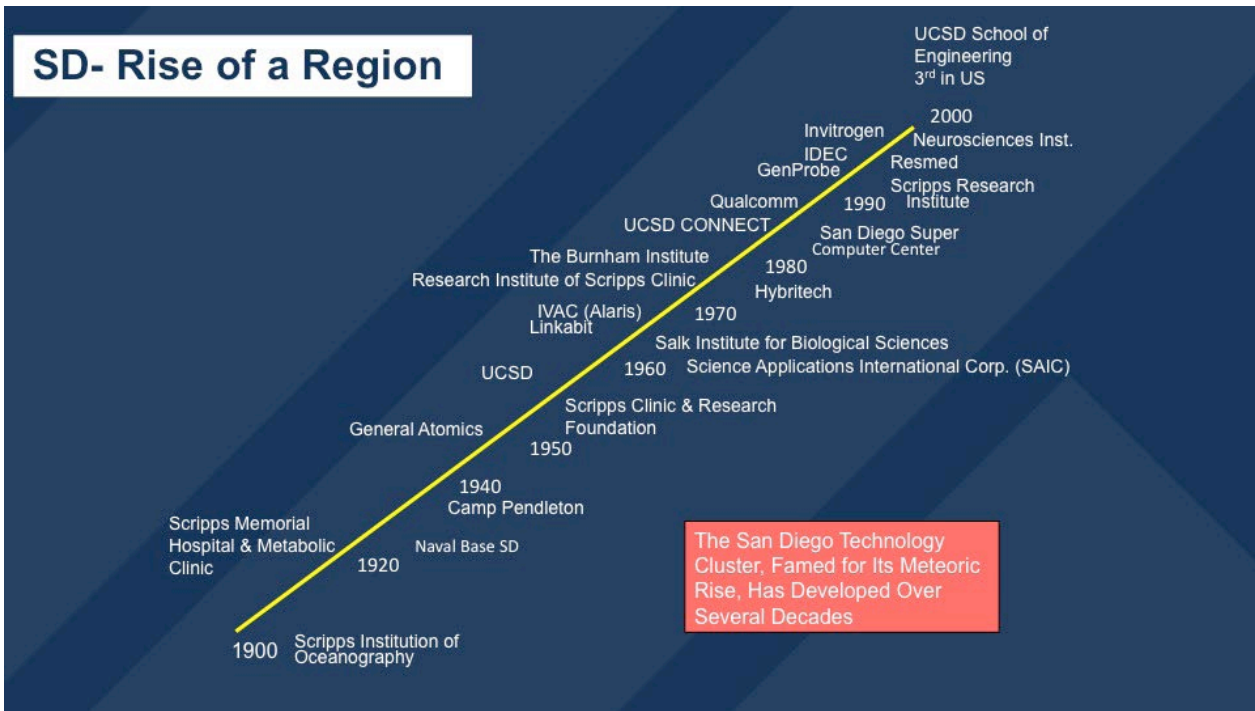 SD- Rise of a Region
UCSD School of
Engineering
3rd in US
2000
Invitrogen
IDEC
GenProbe
Neurosciences Inst.
Resmed
Scripps Research
Institute
1990
Qualcomm
UCSD CONNECT
San Diego Super
Computer Center
1980
The Burnham Institute
Research Institute of Scripps Clinic
Hybritech
1970
IVAC (Alaris)
Linkabit
Salk Institute for Biological Sciences
Science Applications International Corp. (SAIC)
1960
UCSD
Scripps Clinic & Research
Foundation
1950
General Atomics
1940
Camp Pendleton
Scripps Memorial
Hospital & Metabolic
Clinic
Naval Base SD
1920
1900
Scripps Institution of
Oceanography
The San Diego Technology
Cluster, Famed for Its Meteoric
Rise, Has Developed Over
Several Decades